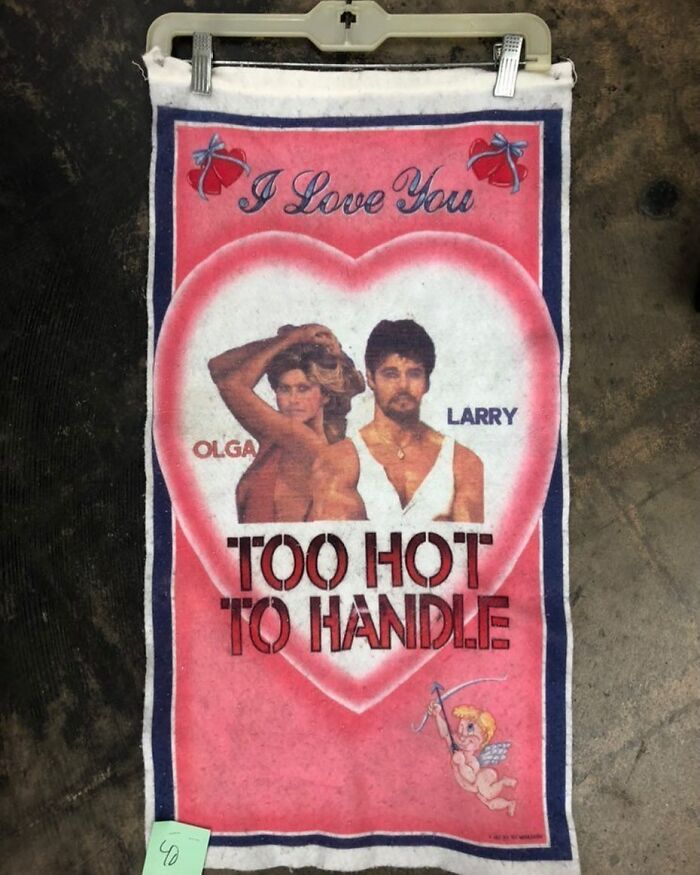 I Love You
LARRY
OLGA
TOO HOT
TO HANDLE
40